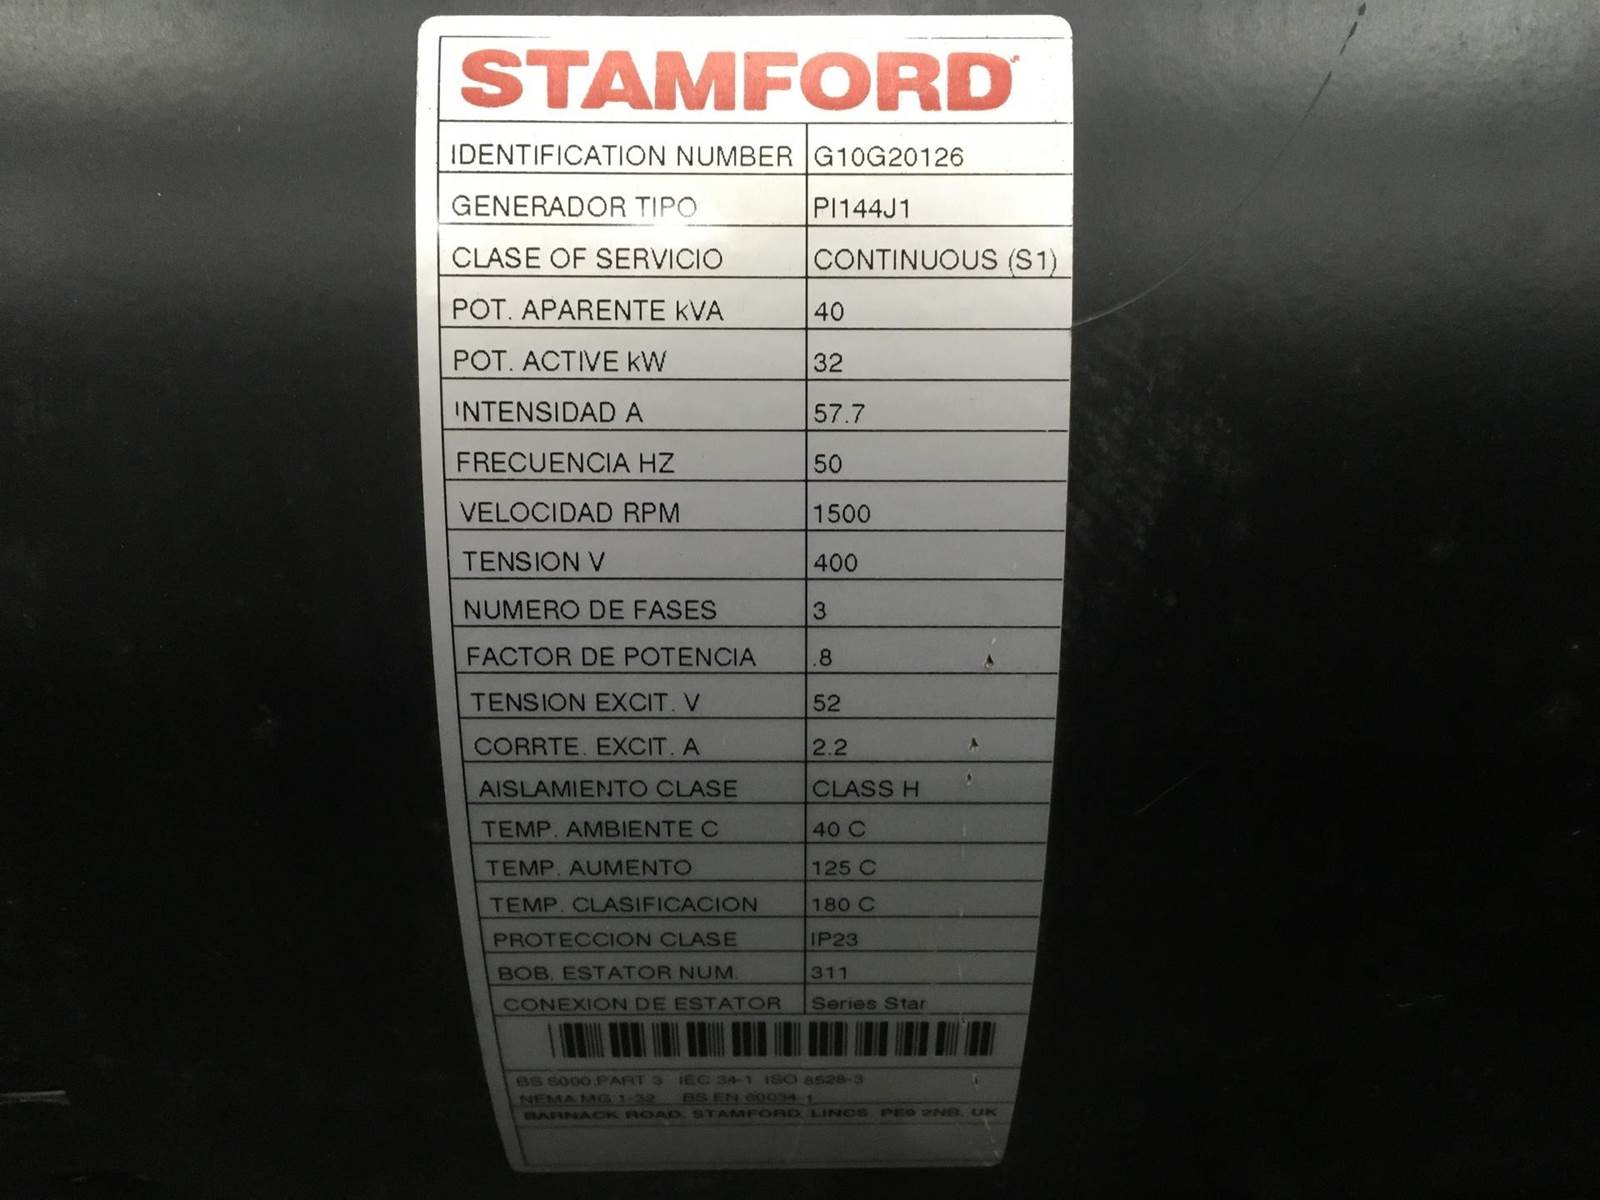 STAMFORD
IDENTIFICATION NUMBER G10G20126
GENERADOR TIPO PI144J1
CLASE OF SERVICIO CONTINUOUS (S1)
POT. APARENTE kVA 40
POT. ACTIVE kW 32
INTENSIDAD A 57.7
FRECUENCIA HZ 50
VELOCIDAD RPM 1500
TENSION V 400
NUMERO DE FASES 3
FACTOR DE POTENCIA .8
TENSION EXCIT. V 52
CORRTE. EXCIT. A 2.2
AISLAMIENTO CLASE CLASS H
TEMP. AMBIENTE C 40 C
TEMP. AUMENTO 125 C
TEMP. CLASIFICACION 180 C
PROTECCION CLASE IP23
BOB. ESTATOR NUM. 311
CONEXION DE ESTATOR Series Star
BS 5000 PART 3 IEC 34-1 ISO 8528-3
NEMA MG 1-32 BS EN 60034-1
BARNACK ROAD, STAMFORD, LINCS. PE9 2NB, UK